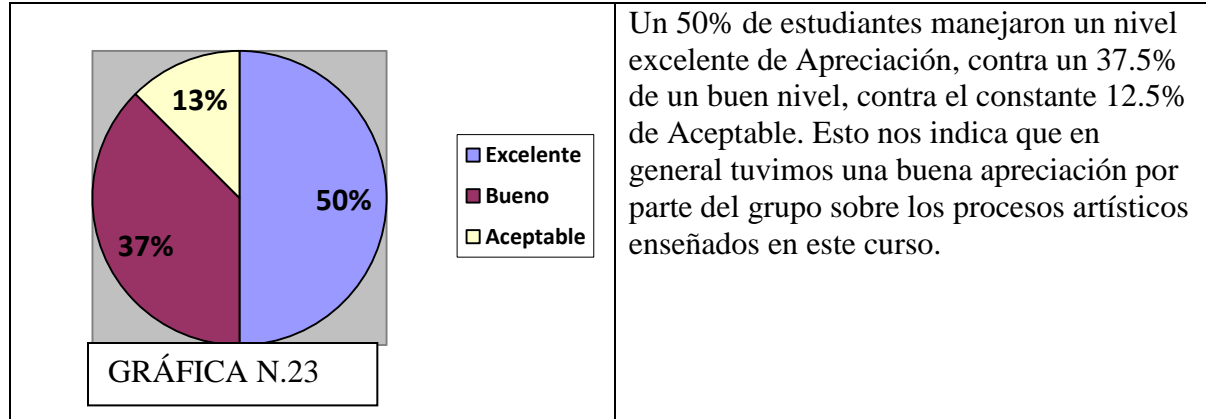 13%
50%
37%
Excelente
Bueno
Aceptable
GRÁFICA N.23
Un 50% de estudiantes manejaron un nivel
excelente de Apreciación, contra un 37.5%
de un buen nivel, contra el constante 12.5%
de Aceptable. Esto nos indica que en
general tuvimos una buena apreciación por
parte del grupo sobre los procesos artísticos
enseñados en este curso.